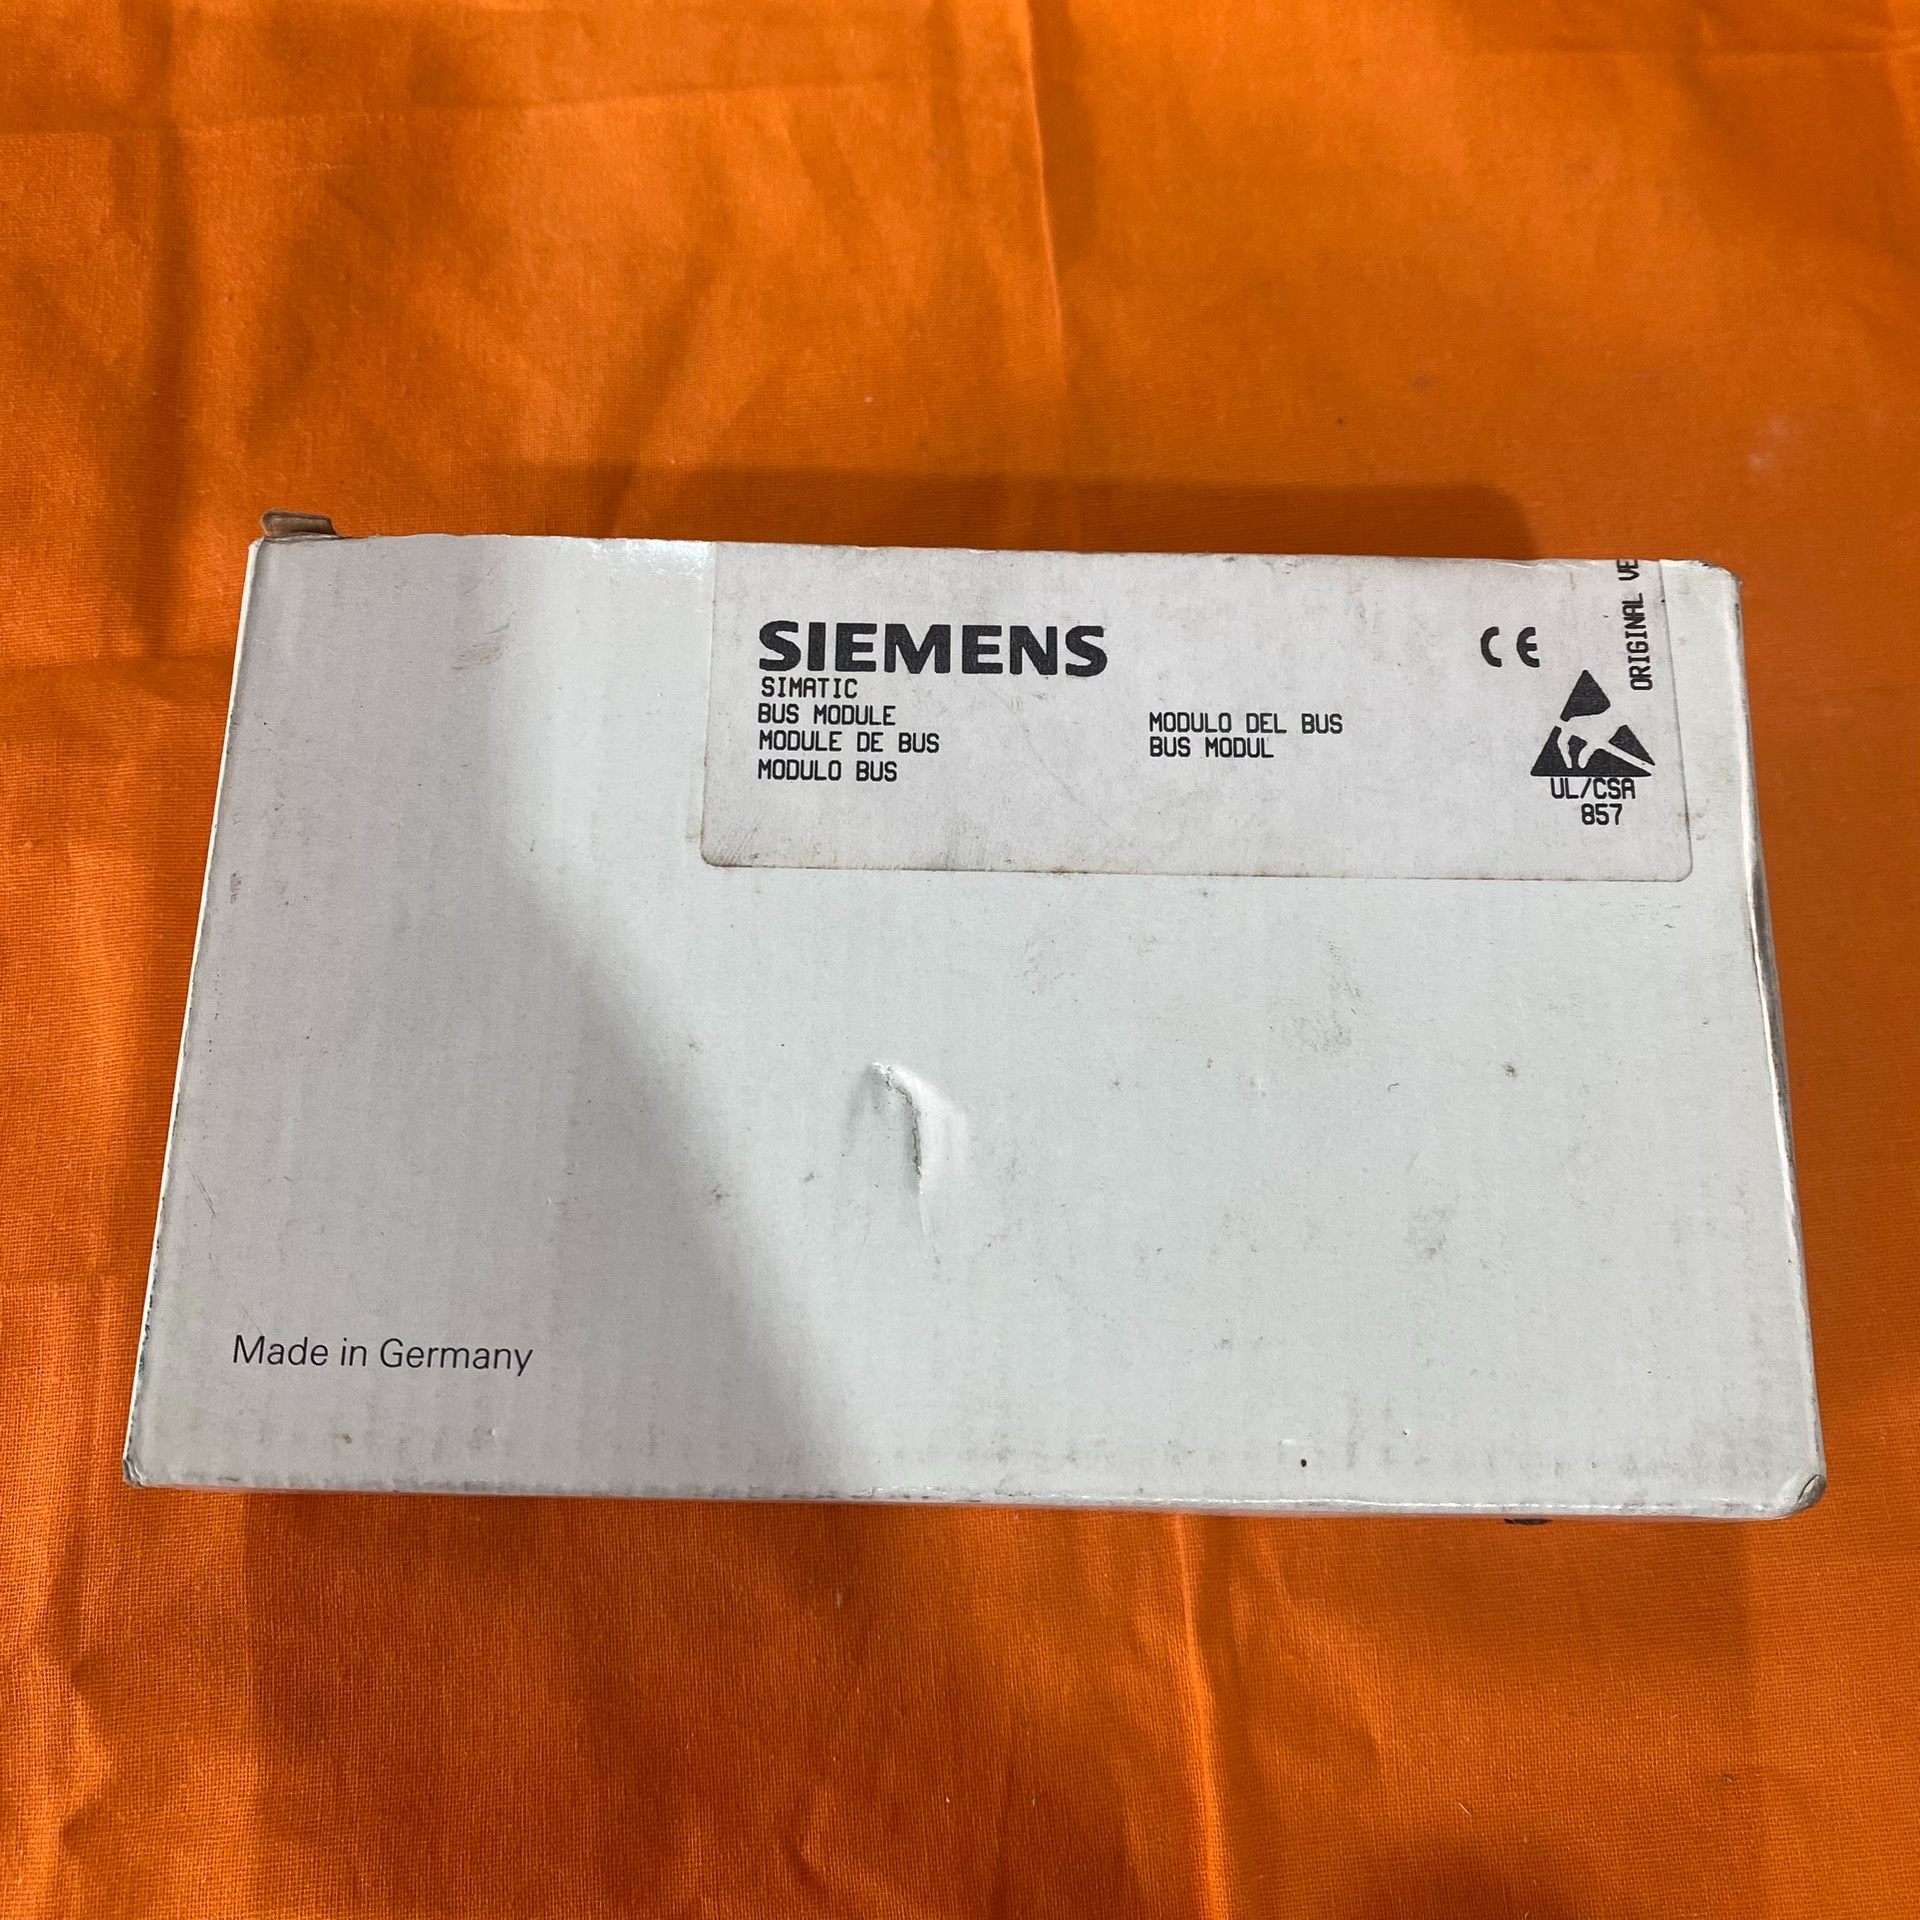 SIEMENS
SIMATIC
BUS MODULE
MODULE DE BUS
MODULO BUS
MODULO DEL BUS
BUS MODUL
CE
ORIGINAL VE
UL/CSA
857
Made in Germany